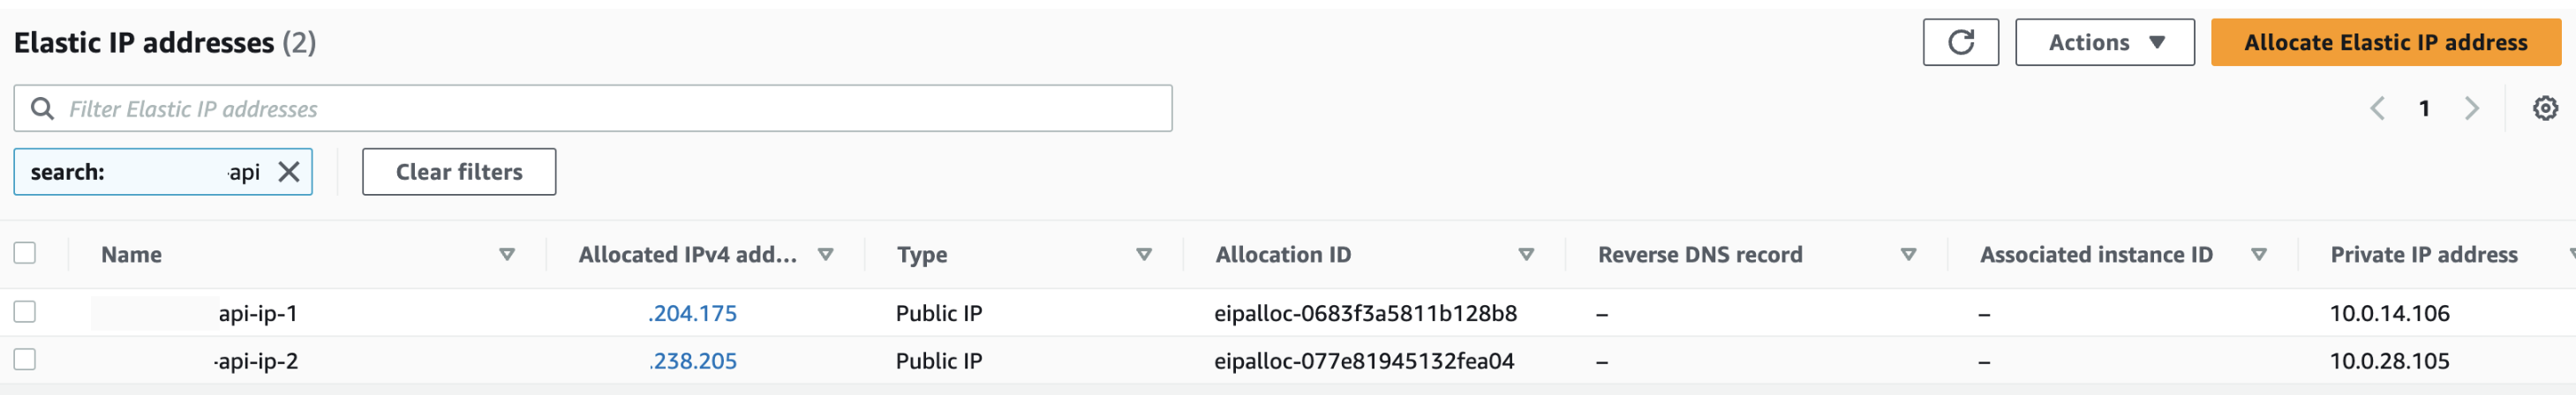 Elastic IP addresses (2)
Actions
Allocate Elastic IP address
Filter Elastic IP addresses
1
search: -api
Clear filters
Name Allocated IPv4 add... Type Allocation ID Reverse DNS record Associated instance ID Private IP address
api-ip-1 .204.175 Public IP eipalloc-0683f3a5811b128b8 – – 10.0.14.106
-api-ip-2 .238.205 Public IP eipalloc-077e81945132fea04 – – 10.0.28.105